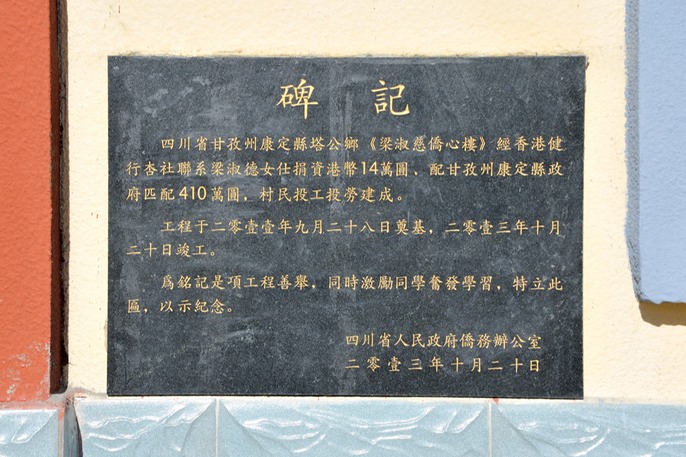 碑 記
四川省甘孜州康定縣塔公鄉《梁淑慈僑心樓》經香港健
行杏社聯系梁淑德女仕捐資港幣14萬圓、配甘孜州康定縣政
府匹配410萬圓，村民投工投勞建成。
工程于二零壹壹年九月二十八日奠基，二零壹三年十月
二十日竣工。
爲銘記是項工程善舉，同時激勵同學奮發學習，特立此
區，以示紀念。
四川省人民政府僑務辦公室
二零壹三年十月二十日